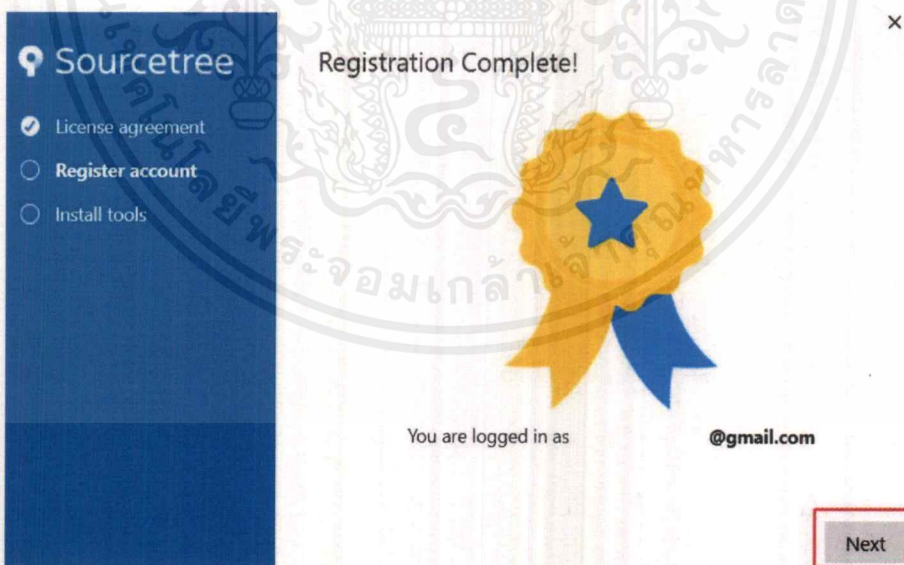 Sourcetree
License agreement
Register account
Install tools
Registration Complete!
You are logged in as @gmail.com
Next